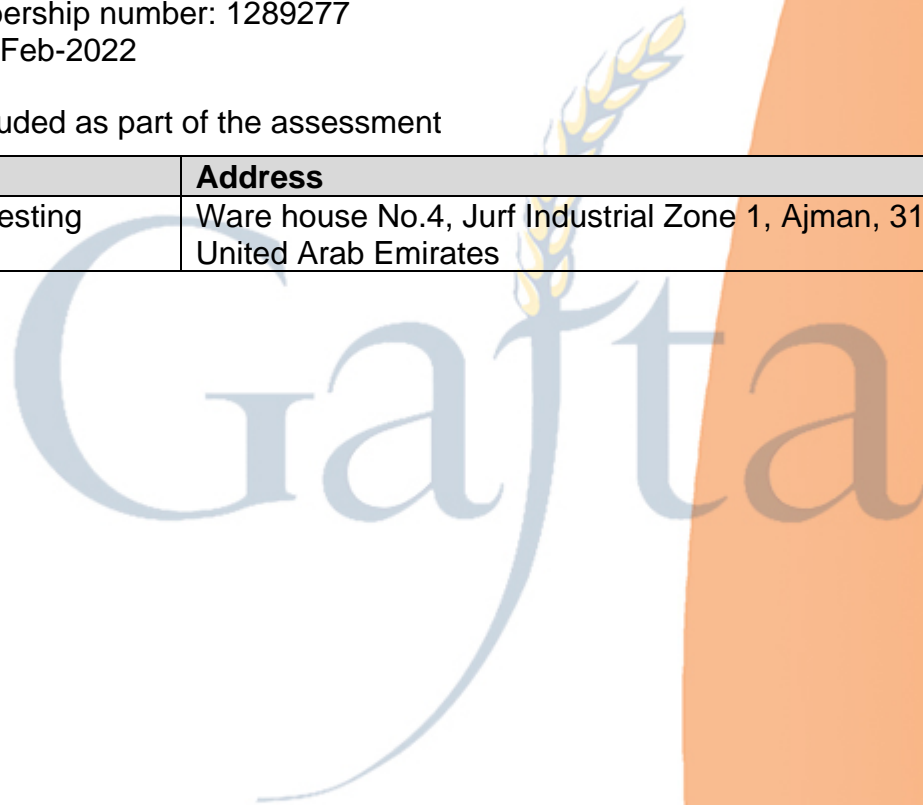 pership number: 1289277
Feb-2022
uded as part of the assessment
Address
esting
Ware house No.4, Jurf Industrial Zone 1, Ajman, 31
United Arab Emirates
Gafta